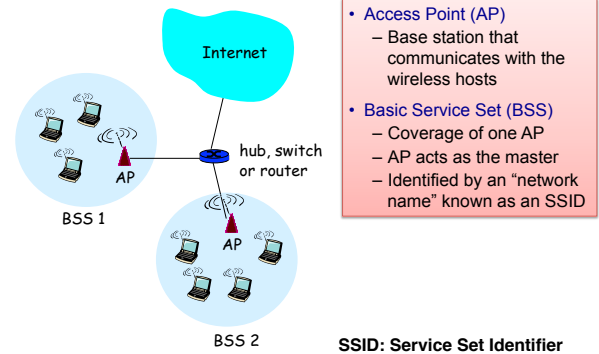 Internet
hub, switch
or router
AP
BSS 1
AP
BSS 2
• Access Point (AP)
– Base station that
communicates with the
wireless hosts
• Basic Service Set (BSS)
– Coverage of one AP
– AP acts as the master
– Identified by an “network
name” known as an SSID
SSID: Service Set Identifier